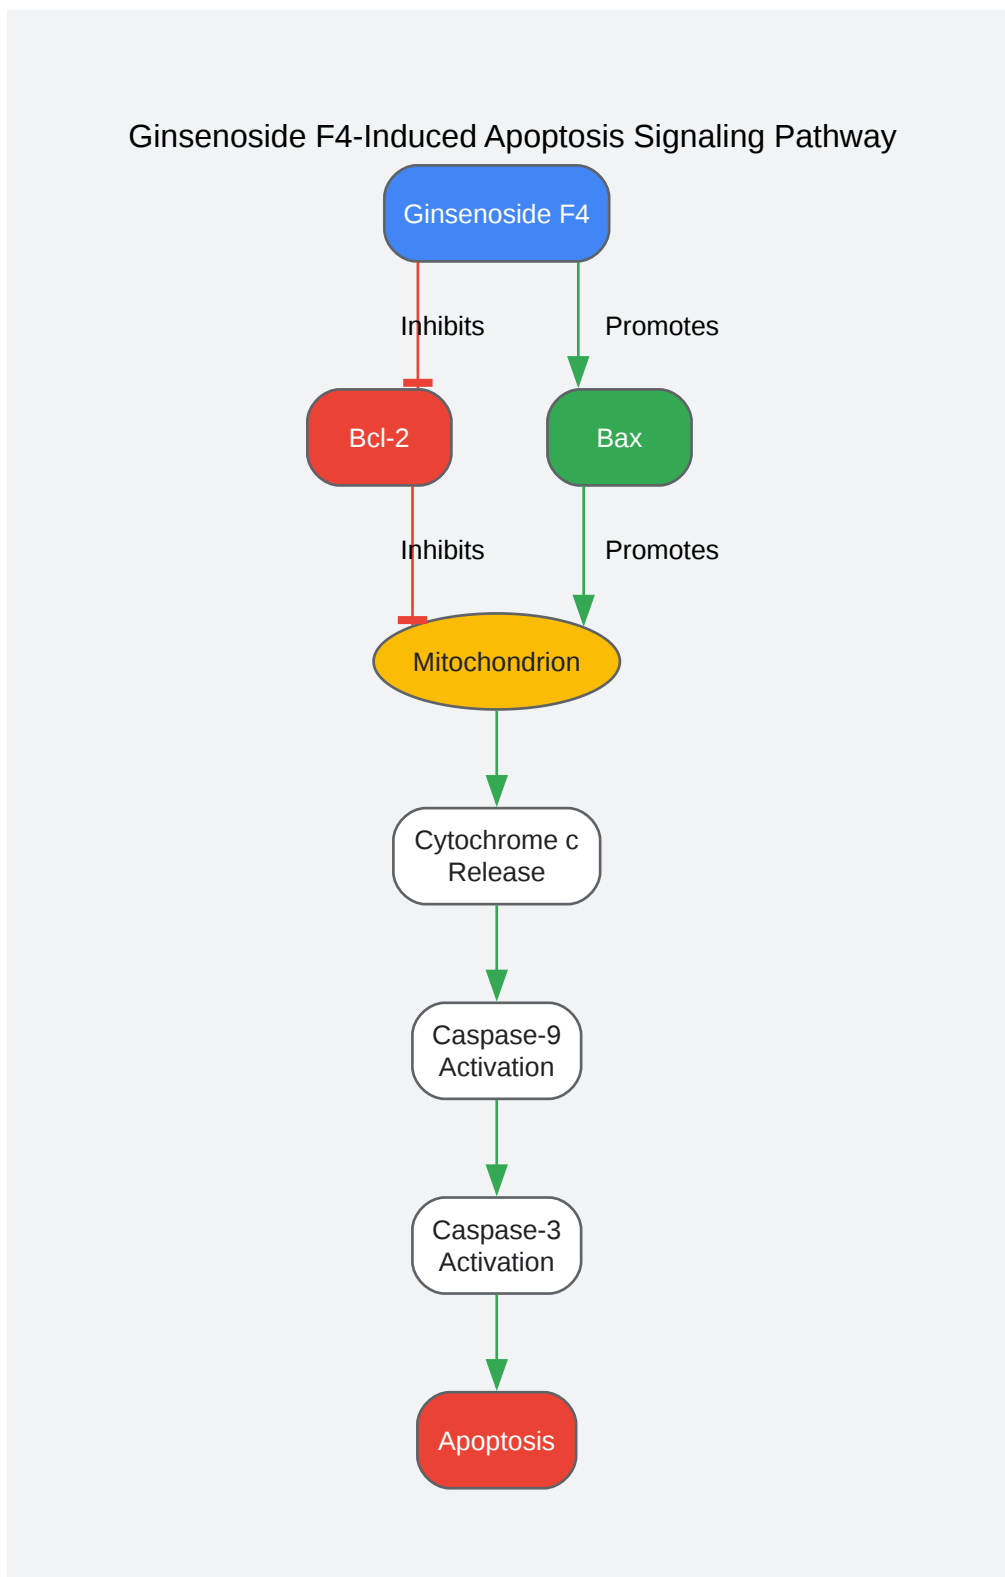 Ginsenoside F4-Induced Apoptosis Signaling Pathway
Ginsenoside F4
Inhibits
Promotes
Bcl-2
Bax
Inhibits
Promotes
Mitochondrion
Cytochrome c
Release
Caspase-9
Activation
Caspase-3
Activation
Apoptosis